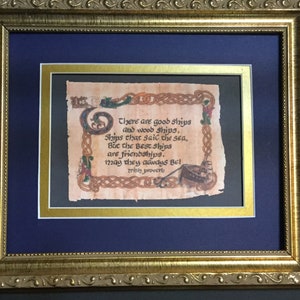 There are good ships
and wood ships,
Ships that sail the sea,
But the best ships
are friendships,
may they always be!
Irish proverb